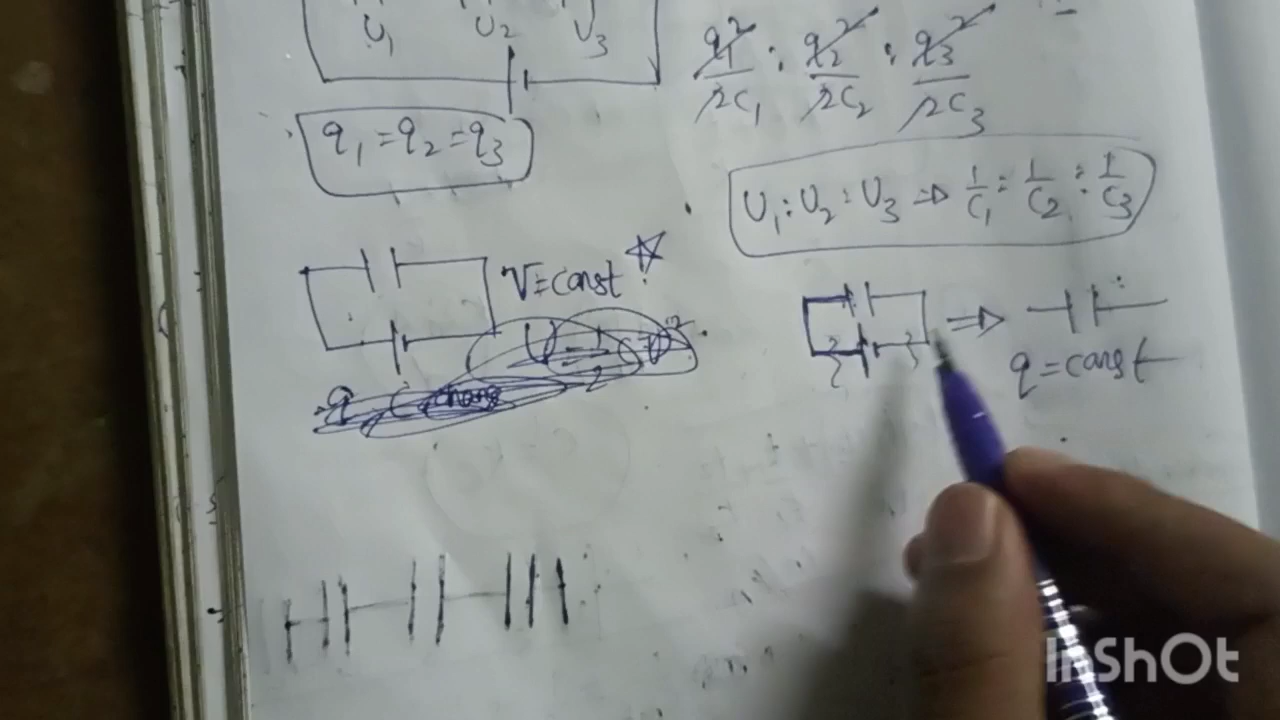 U₁ U₂ U₃
q₁²/2C₁ : q₂²/2C₂ : q₃²/2C₃
q₁ = q₂ = q₃
U₁ : U₂ : U₃ ⇒ 1/C₁ : 1/C₂ : 1/C₃
V = const
⇒
q = const
InShOt